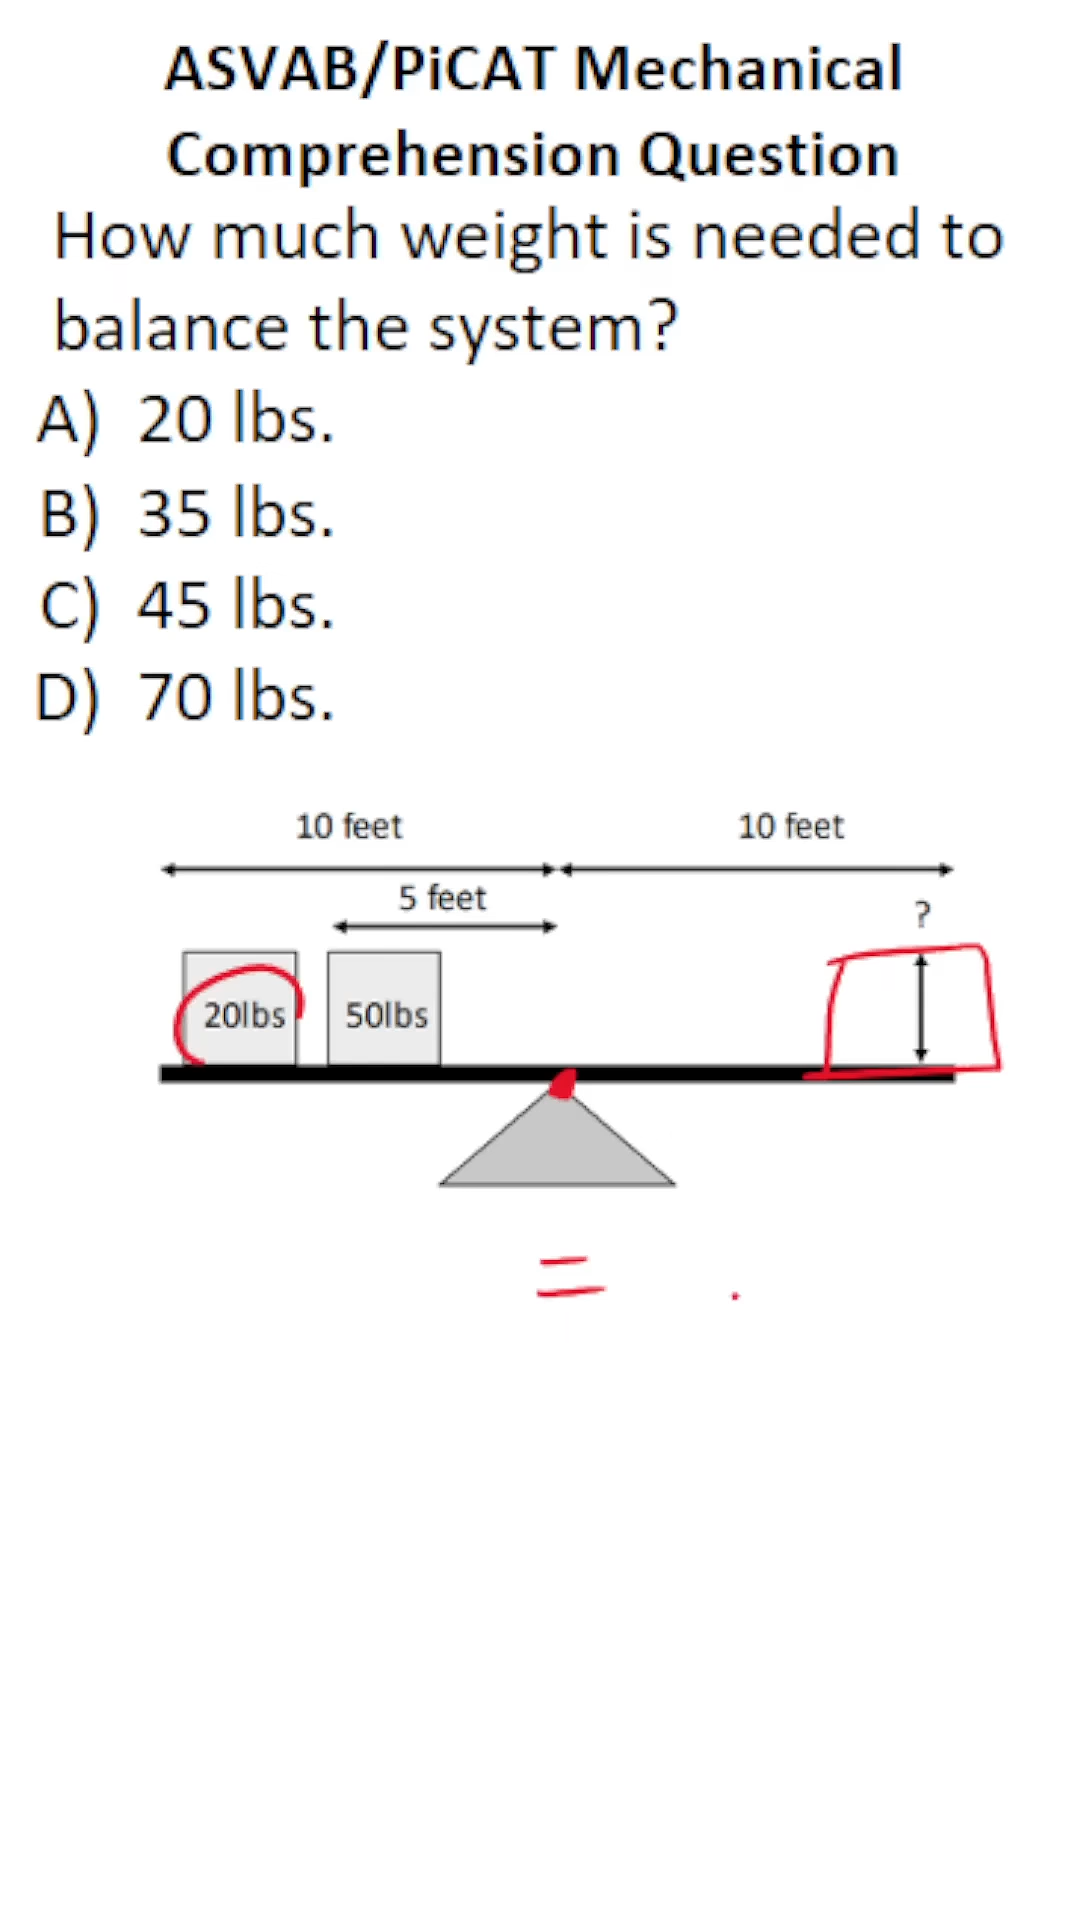 ASVAB/PiCAT Mechanical
Comprehension Question
How much weight is needed to
balance the system?
A) 20 lbs.
B) 35 lbs.
C) 45 lbs.
D) 70 lbs.
10 feet 10 feet
5 feet
?
20lbs 50lbs
=
.